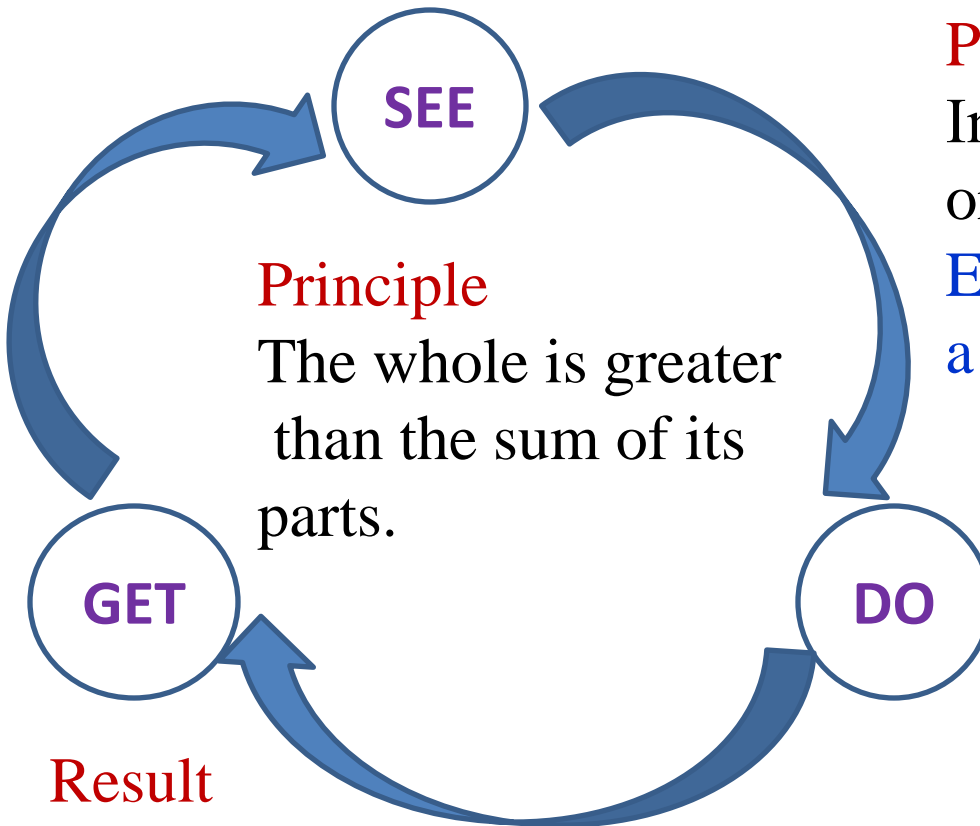 SEE
Principle
The whole is greater
than the sum of its
parts.
GET
DO
Result
a